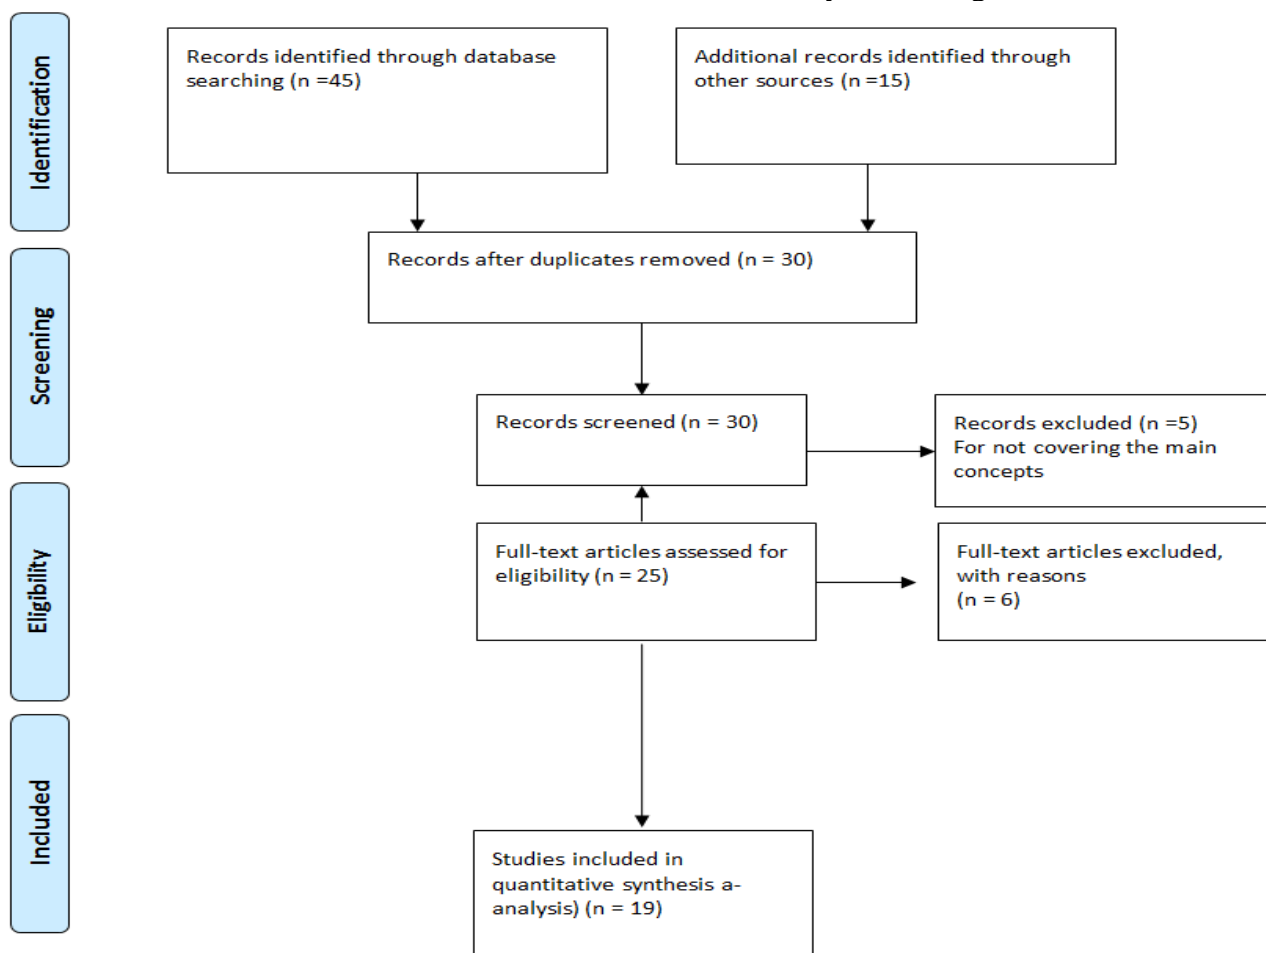 Identification
Records identified through database
searching (n =45)
Additional records identified through
other sources (n =15)
Records after duplicates removed (n = 30)
Screening
Records screened (n = 30)
Records excluded (n =5)
For not covering the main
concepts
Eligibility
Full-text articles assessed for
eligibility (n = 25)
Full-text articles excluded,
with reasons
(n = 6)
Included
Studies included in
quantitative synthesis a-
analysis) (n = 19)